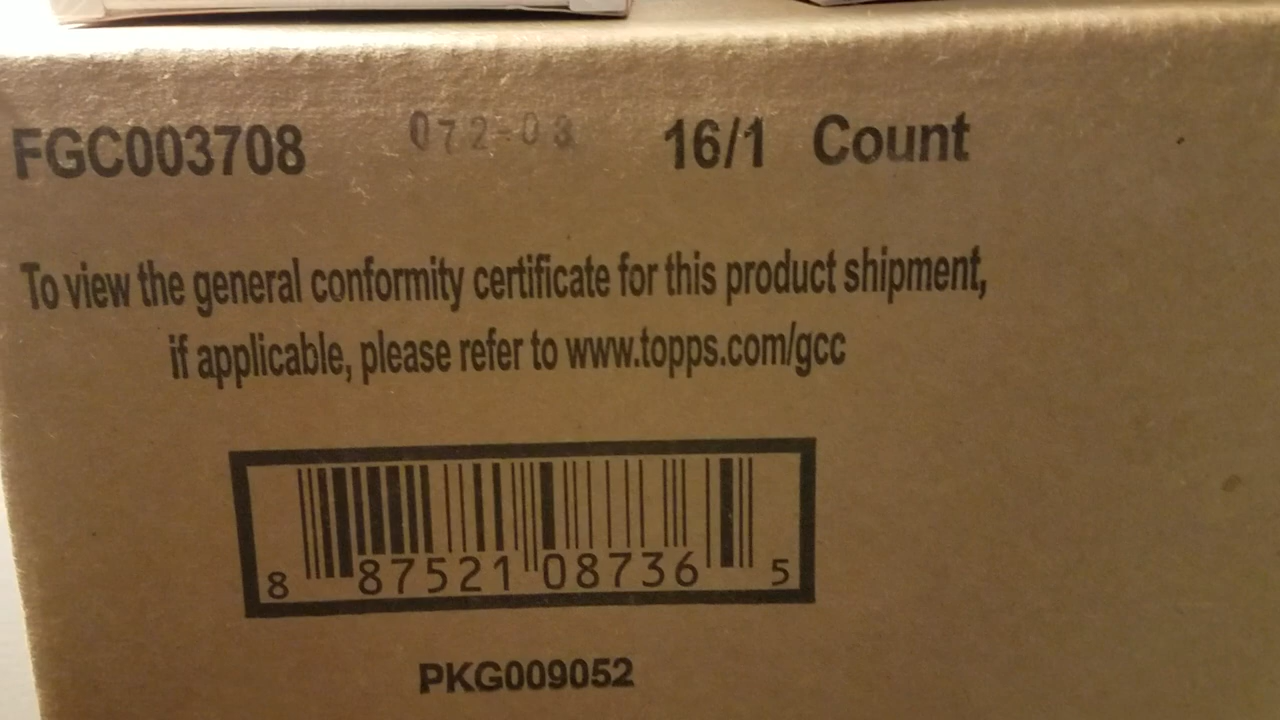 FGC003708 072-03 16/1 Count
To view the general conformity certificate for this product shipment,
if applicable, please refer to www.topps.com/gcc
8 87521 08736 5
PKG009052